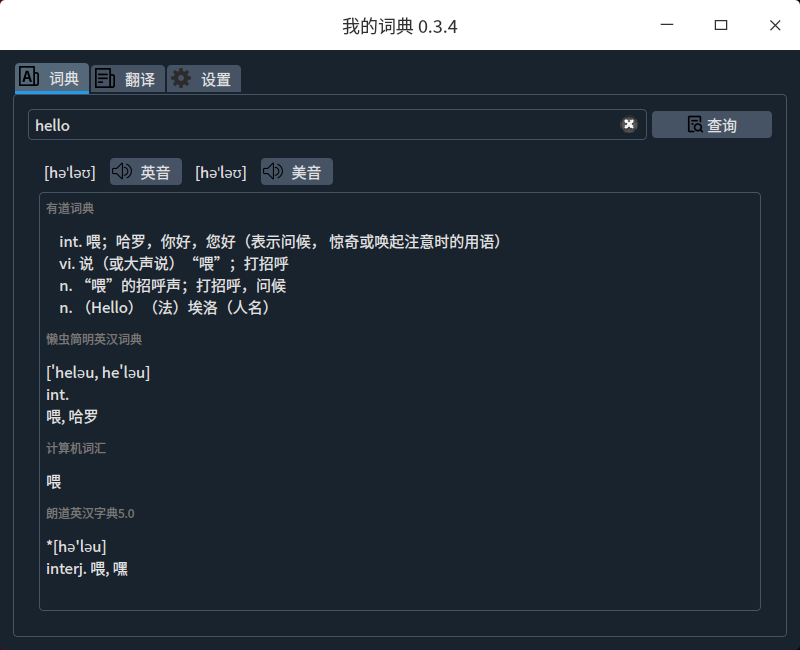 我的词典 0.3.4
词典 翻译 设置
hello 查询
[hə'ləʊ] 英音 [hə'ləʊ] 美音
有道词典
int. 喂；哈罗，你好，您好（表示问候， 惊奇或唤起注意时的用语）
vi. 说（或大声说）“喂”；打招呼
n. “喂”的招呼声；打招呼，问候
n. （Hello）（法）埃洛（人名）
懒虫简明英汉词典
['heləu, he'ləu]
int.
喂, 哈罗
计算机词汇
喂
朗道英汉字典5.0
*[hə'ləu]
interj. 喂, 嘿